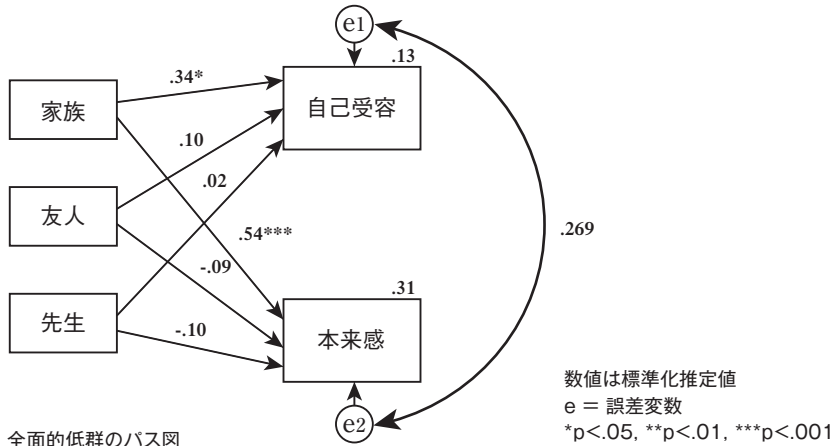 e1
.13
.34*
家族
自己受容
.10
.02
友人
.54***
.269
-.09
.31
先生
-.10
本来感
数値は標準化推定値
e2
e = 誤差変数
全面的低群のパス図
*p<.05, **p<.01, ***p<.001